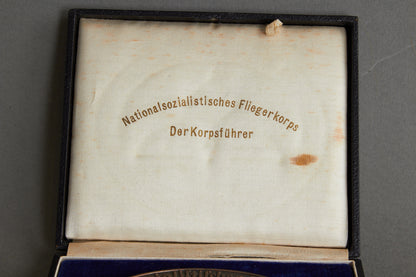 Nationalsozialistisches Fliegerkorps
Der Korpsführer